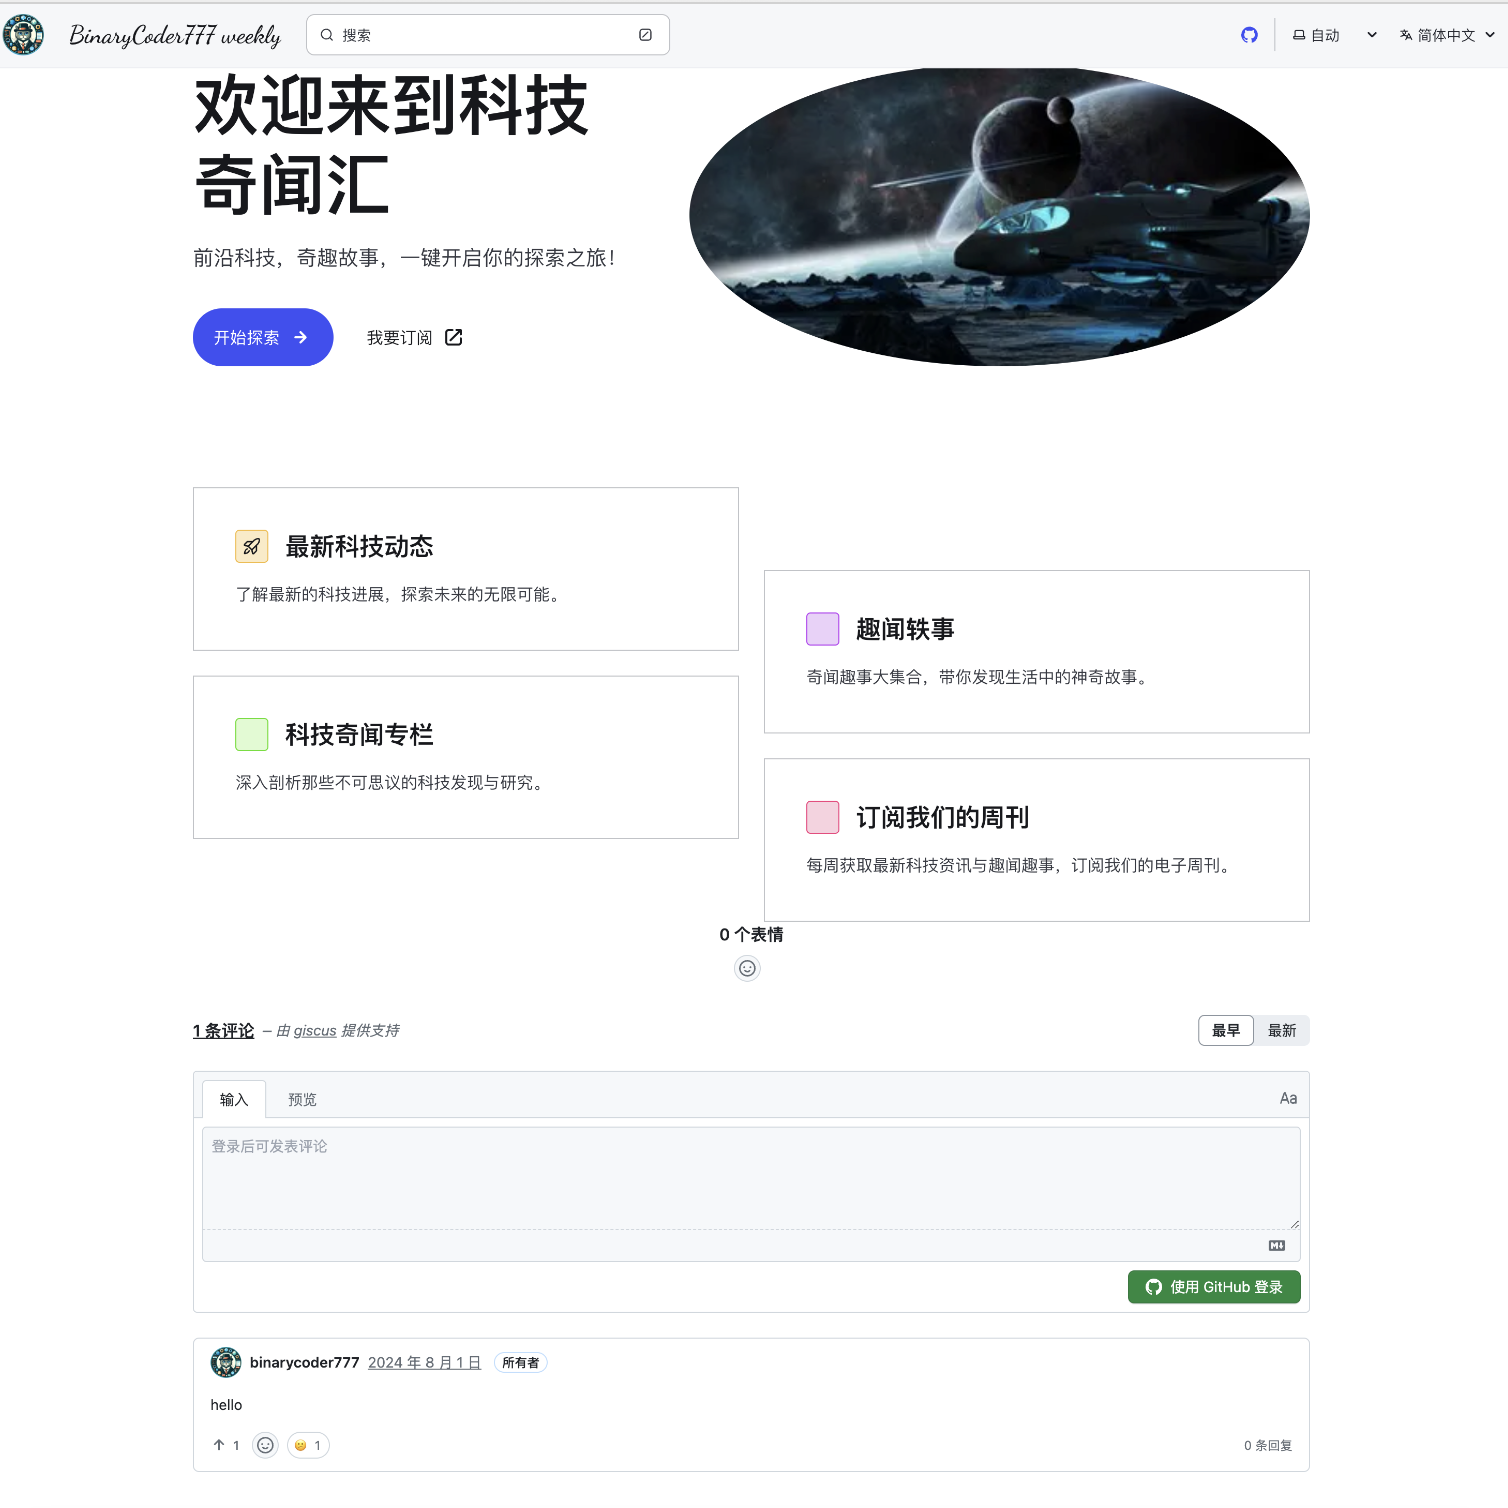 BinaryCoder777 weekly
搜索
自动
简体中文
欢迎来到科技
奇闻汇
前沿科技，奇趣故事，一键开启你的探索之旅！
开始探索
我要订阅
最新科技动态
了解最新的科技进展，探索未来的无限可能。
趣闻轶事
奇闻趣事大集合，带你发现生活中的神奇故事。
科技奇闻专栏
深入剖析那些不可思议的科技发现与研究。
订阅我们的周刊
每周获取最新科技资讯与趣闻趣事，订阅我们的电子周刊。
0 个表情
1 条评论 – 由 giscus 提供支持
最早 最新
输入 预览 Aa
登录后可发表评论
使用 GitHub 登录
binarycoder777 2024 年 8 月 1 日 所有者
hello
1 1 0 条回复